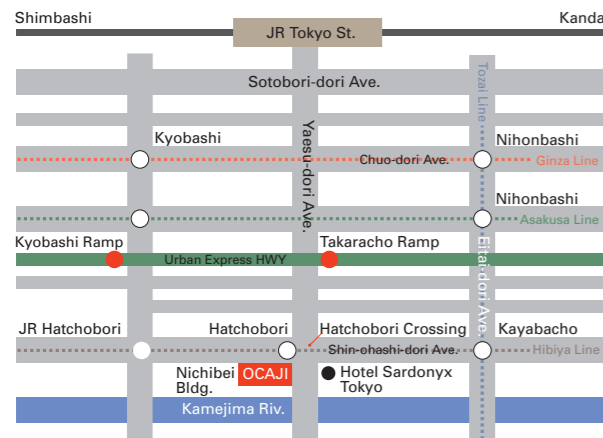 Shimbashi
Kanda
JR Tokyo St.
Sotobori-dori Ave.
Tozai Line
Kyobashi
Yaesu-dori Ave.
Nihonbashi
Chuo-dori Ave.
Ginza Line
Nihonbashi
Asakusa Line
Kyobashi Ramp
Takaracho Ramp
Urban Express HWY
Eitai-dori Ave.
JR Hatchobori
Hatchobori
Hatchobori Crossing
Kayabacho
Shin-ohashi-dori Ave.
Hibiya Line
Nichibei
Bldg.
OCAJI
Hotel Sardonyx
Tokyo
Kamejima Riv.